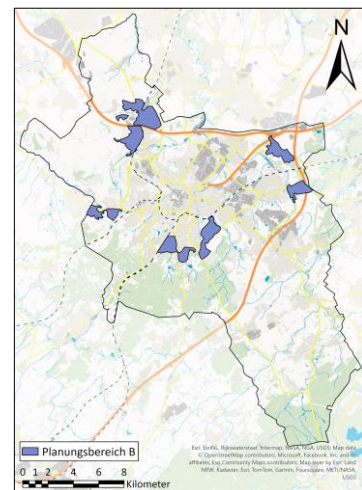 N
Planungsbereich B
0 1 2 4 6 8
Kilometer
Esri, EsriNL, Rijkswaterstaat, Intermap, NASA, NGA, USGS; Map data
© OpenStreetMap contributors, Microsoft, Facebook, Inc. and its
affiliates, Esri Community Maps contributors, Map layer by Esri; Land
NRW, Kadaster, Esri, TomTom, Garmin, Foursquare, METI/NASA,
USGS